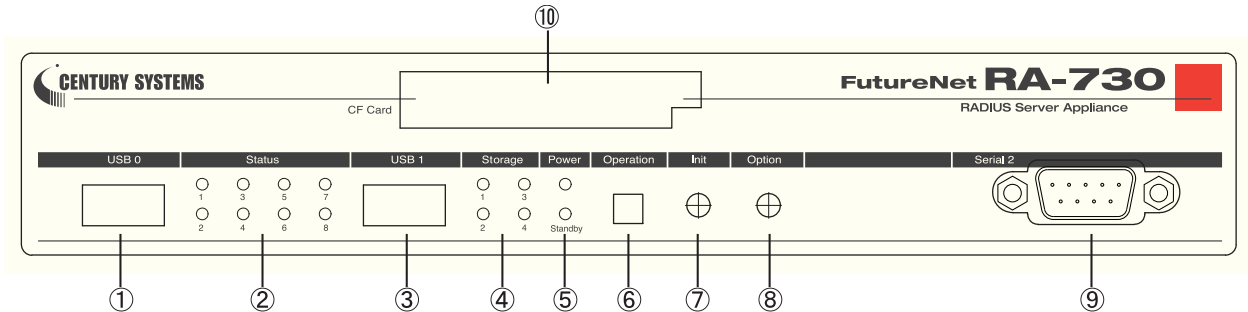 ⑩
CENTURY SYSTEMS
FutureNet RA-730
RADIUS Server Appliance
CF Card
USB 0 Status USB 1 Storage Power Operation Init Option Serial 2
1 3 5 7 1 3
2 4 6 8 2 4 Standby
① ② ③ ④ ⑤ ⑥ ⑦ ⑧ ⑨